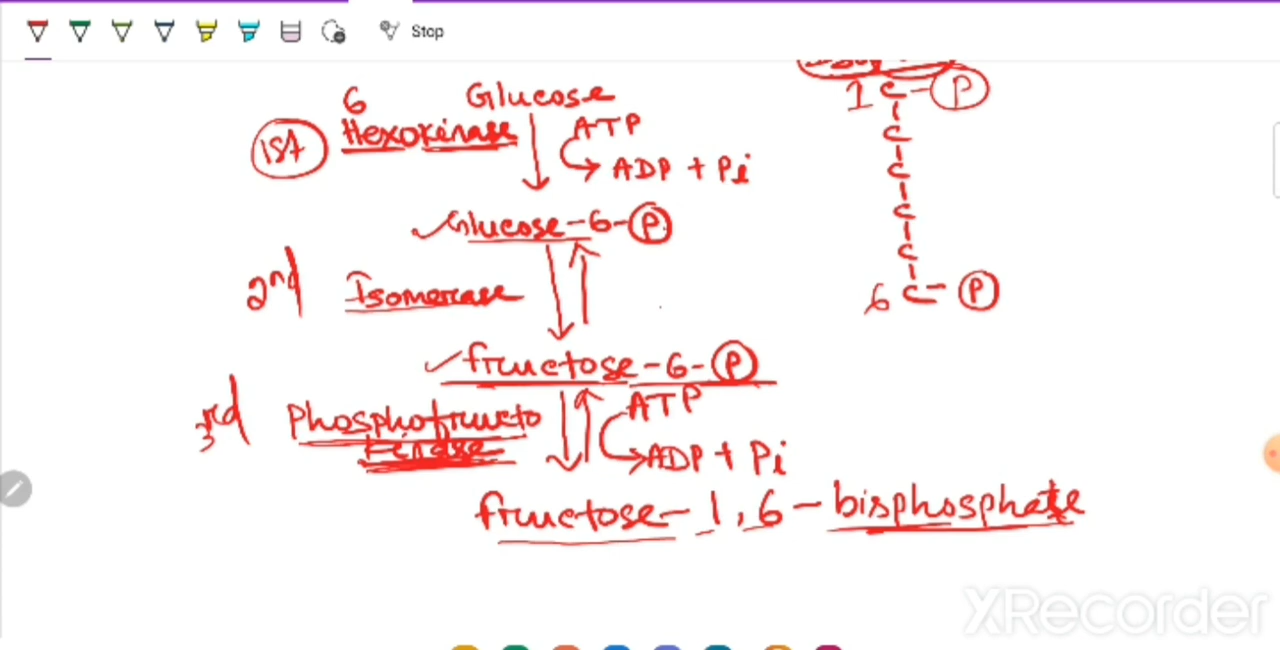 Stop
6 Glucose
1st Hexokinase ATP
ADP + Pi
Glucose-6-P
2nd Isomerase
fructose-6-P
3rd Phosphofructo ATP
kinase ADP + Pi
fructose-1,6-bisphosphate
1 C-P
C
C
C
C
6 C-P
XRecorder